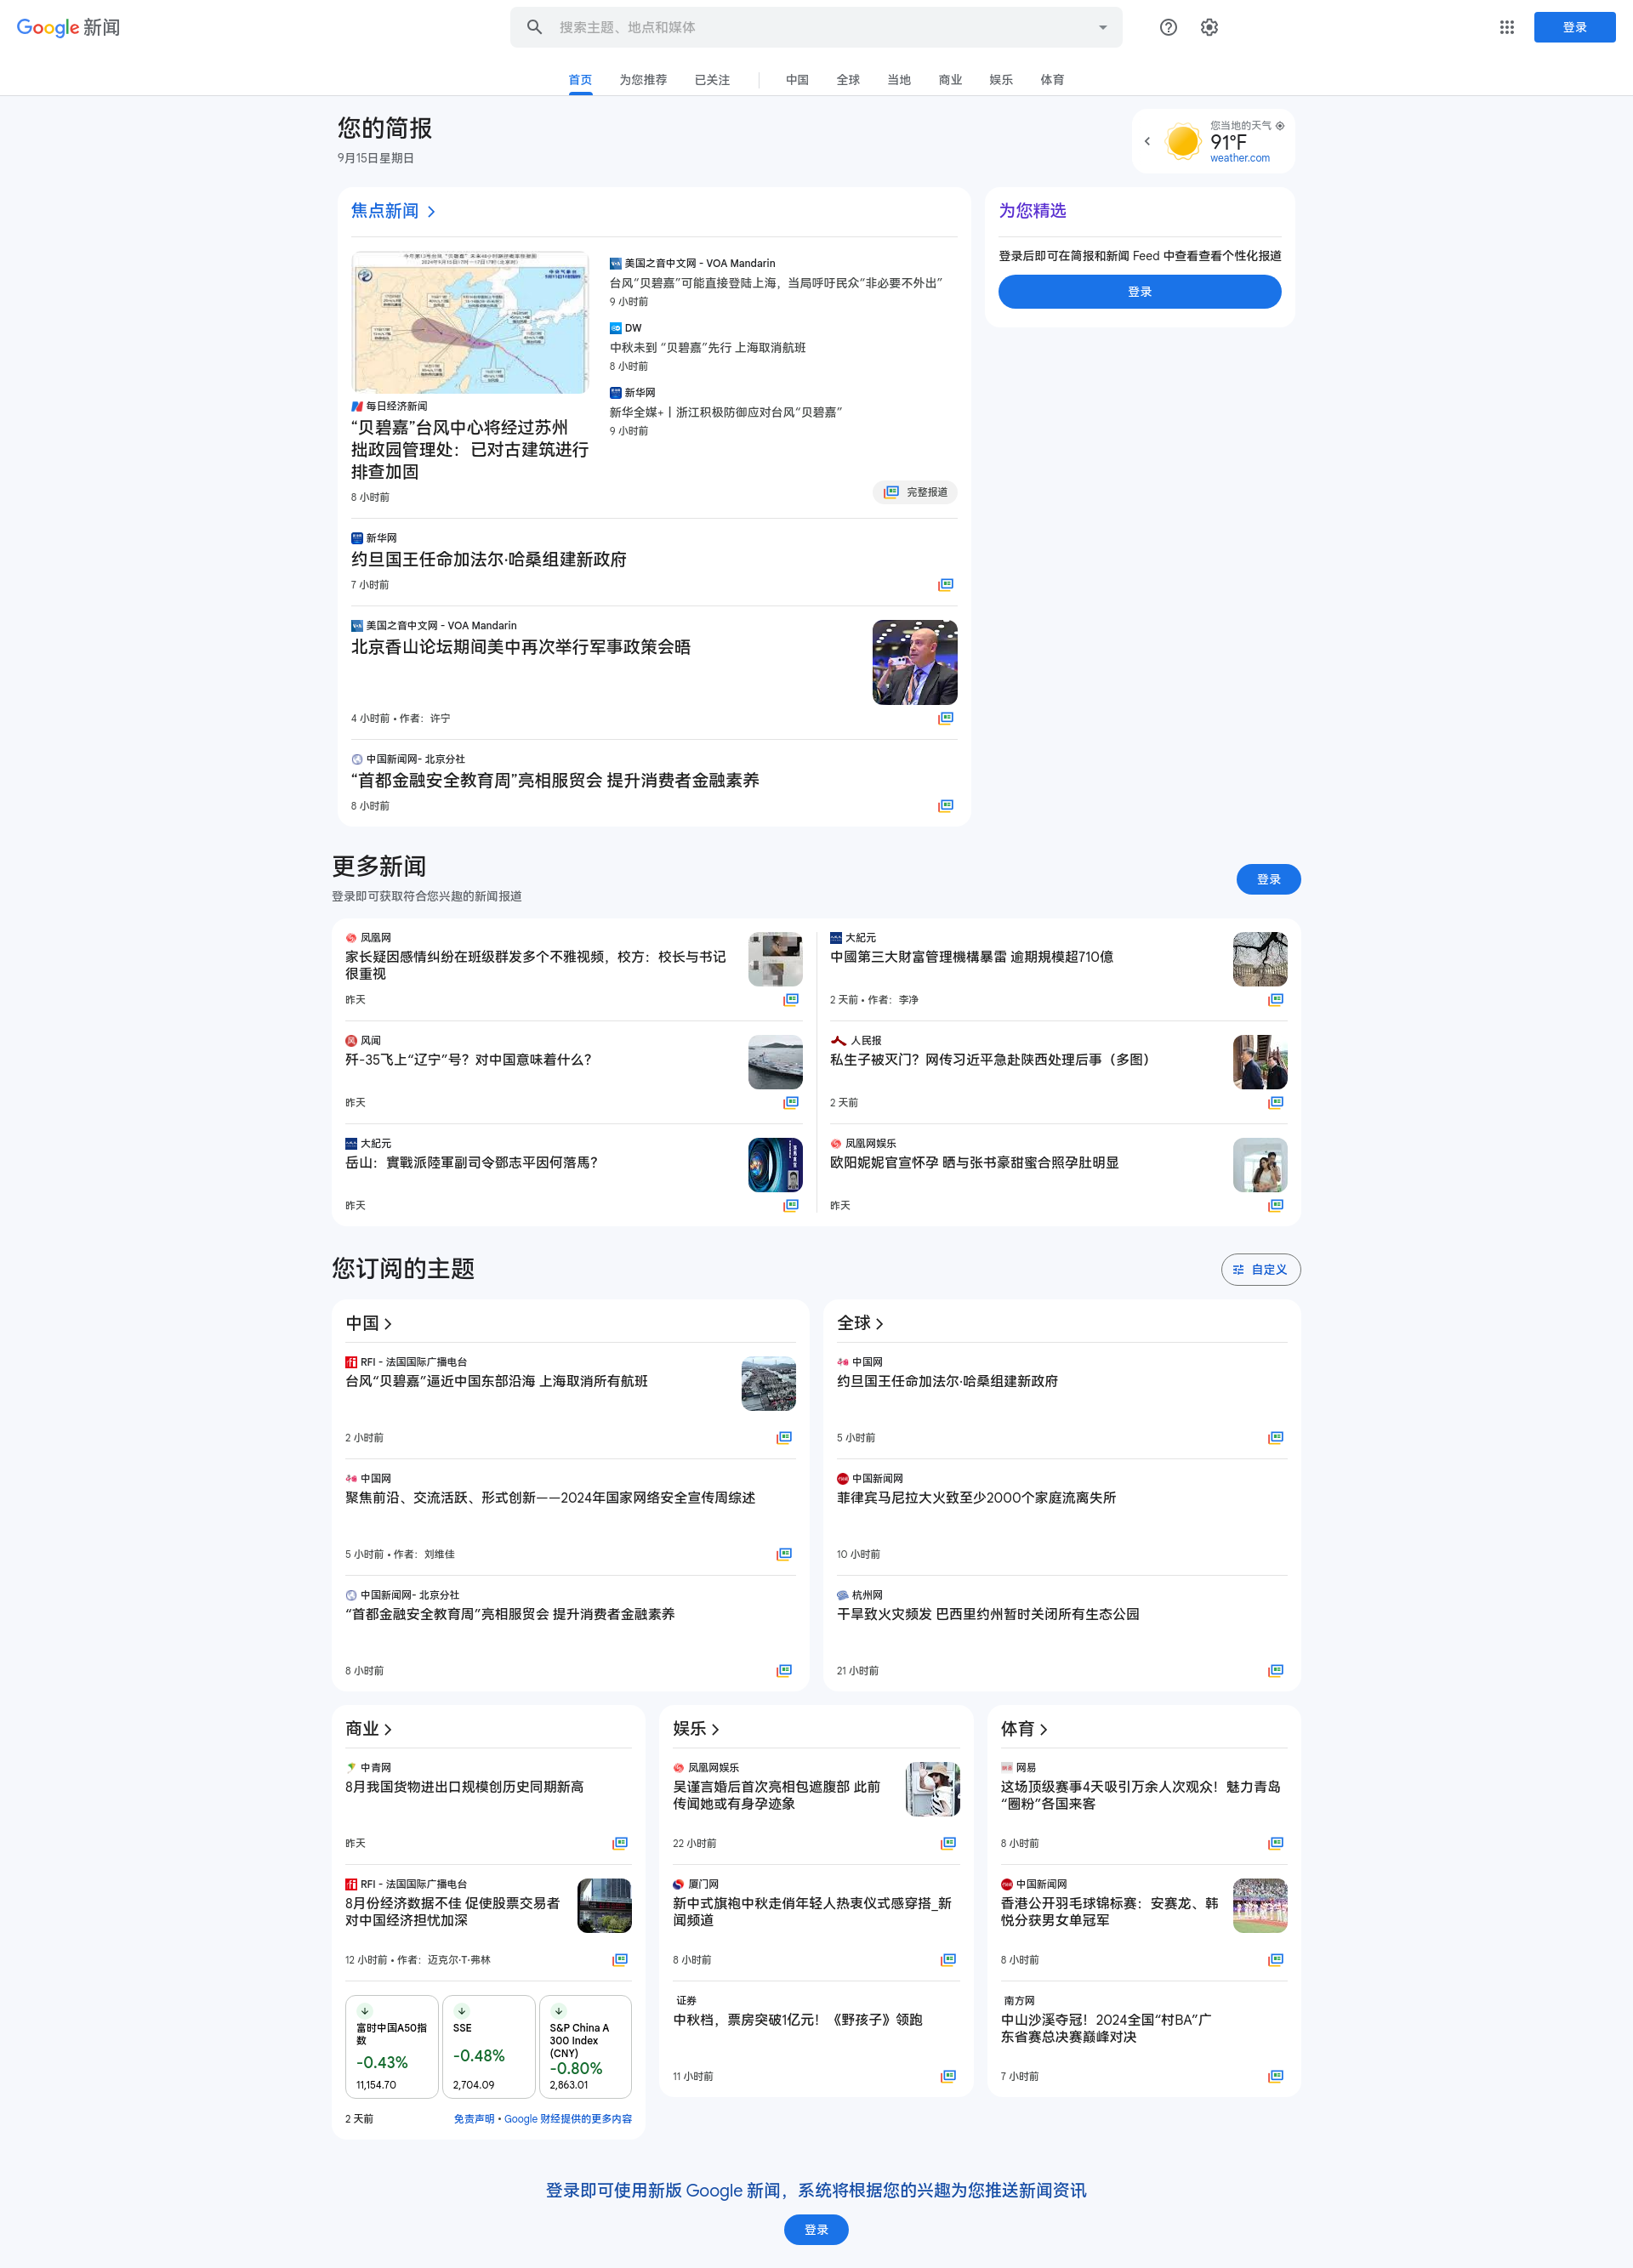 Google 新闻
搜索主题、地点和媒体
登录
首页
为您推荐
已关注
中国
全球
当地
商业
娱乐
体育
您的简报
9月15日星期日
您当地的天气
91°F
weather.com
焦点新闻
每日经济新闻
“贝碧嘉”台风中心将经过苏州
拙政园管理处：已对古建筑进行
排查加固
8 小时前
美国之音中文网 - VOA Mandarin
台风“贝碧嘉”可能直接登陆上海，当局呼吁民众“非必要不外出”
9 小时前
DW
中秋未到 “贝碧嘉”先行 上海取消航班
8 小时前
新华网
新华全媒+丨浙江积极防御应对台风“贝碧嘉”
9 小时前
完整报道
新华网
约旦国王任命加法尔·哈桑组建新政府
7 小时前
美国之音中文网 - VOA Mandarin
北京香山论坛期间美中再次举行军事政策会晤
4 小时前 • 作者：许宁
中国新闻网- 北京分社
“首都金融安全教育周”亮相服贸会 提升消费者金融素养
8 小时前
为您精选
登录后即可在简报和新闻 Feed 中查看查看个性化报道
登录
更多新闻
登录即可获取符合您兴趣的新闻报道
登录
凤凰网
家长疑因感情纠纷在班级群发多个不雅视频，校方：校长与书记
很重视
昨天
风闻
歼-35飞上“辽宁”号？对中国意味着什么？
昨天
大紀元
岳山：實戰派陸軍副司令鄧志平因何落馬？
昨天
大紀元
中國第三大財富管理機構暴雷 逾期規模超710億
2 天前 • 作者：李净
人民报
私生子被灭门？网传习近平急赴陕西处理后事（多图）
2 天前
凤凰网娱乐
欧阳妮妮官宣怀孕 晒与张书豪甜蜜合照孕肚明显
昨天
您订阅的主题
自定义
中国
RFI - 法国国际广播电台
台风“贝碧嘉”逼近中国东部沿海 上海取消所有航班
2 小时前
中国网
聚焦前沿、交流活跃、形式创新——2024年国家网络安全宣传周综述
5 小时前 • 作者：刘维佳
中国新闻网- 北京分社
“首都金融安全教育周”亮相服贸会 提升消费者金融素养
8 小时前
全球
中国网
约旦国王任命加法尔·哈桑组建新政府
5 小时前
中国新闻网
菲律宾马尼拉大火致至少2000个家庭流离失所
10 小时前
杭州网
干旱致火灾频发 巴西里约州暂时关闭所有生态公园
21 小时前
商业
中青网
8月我国货物进出口规模创历史同期新高
昨天
RFI - 法国国际广播电台
8月份经济数据不佳 促使股票交易者
对中国经济担忧加深
12 小时前 • 作者：迈克尔·T·弗林
富时中国A50指
数
-0.43%
11,154.70
SSE
-0.48%
2,704.09
S&P China A
300 Index
(CNY)
-0.80%
2,863.01
2 天前
免责声明 • Google 财经提供的更多内容
娱乐
凤凰网娱乐
吴谨言婚后首次亮相包遮腹部 此前
传闻她或有身孕迹象
22 小时前
厦门网
新中式旗袍中秋走俏年轻人热衷仪式感穿搭_新
闻频道
8 小时前
证券
中秋档，票房突破1亿元！《野孩子》领跑
11 小时前
体育
网易
这场顶级赛事4天吸引万余人次观众！魅力青岛
“圈粉”各国来客
8 小时前
中国新闻网
香港公开羽毛球锦标赛：安赛龙、韩
悦分获男女单冠军
8 小时前
南方网
中山沙溪夺冠！2024全国“村BA”广
东省赛总决赛巅峰对决
7 小时前
登录即可使用新版 Google 新闻，系统将根据您的兴趣为您推送新闻资讯
登录